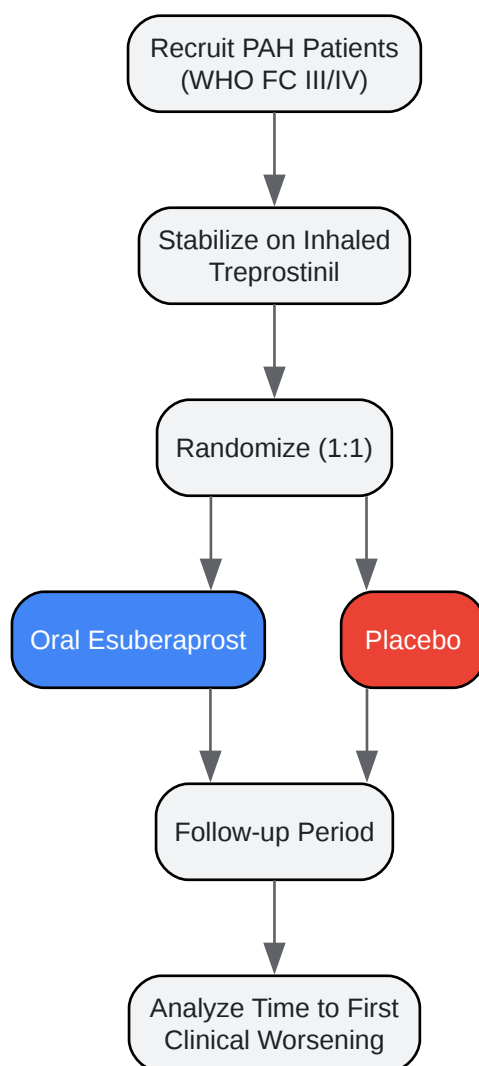 Recruit PAH Patients
(WHO FC III/IV)
Stabilize on Inhaled
Treprostinil
Randomize (1:1)
Oral Esuberaprost
Placebo
Follow-up Period
Analyze Time to First
Clinical Worsening